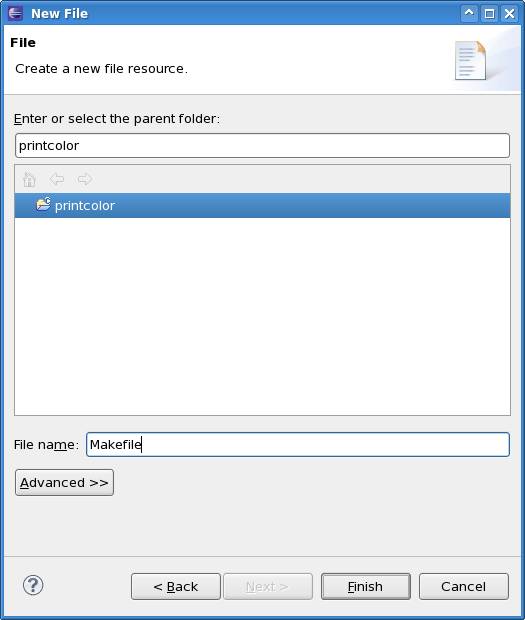 New File
File
Create a new file resource.
Enter or select the parent folder:
printcolor
printcolor
File name: Makefile
Advanced >>
? < Back Next > Finish Cancel